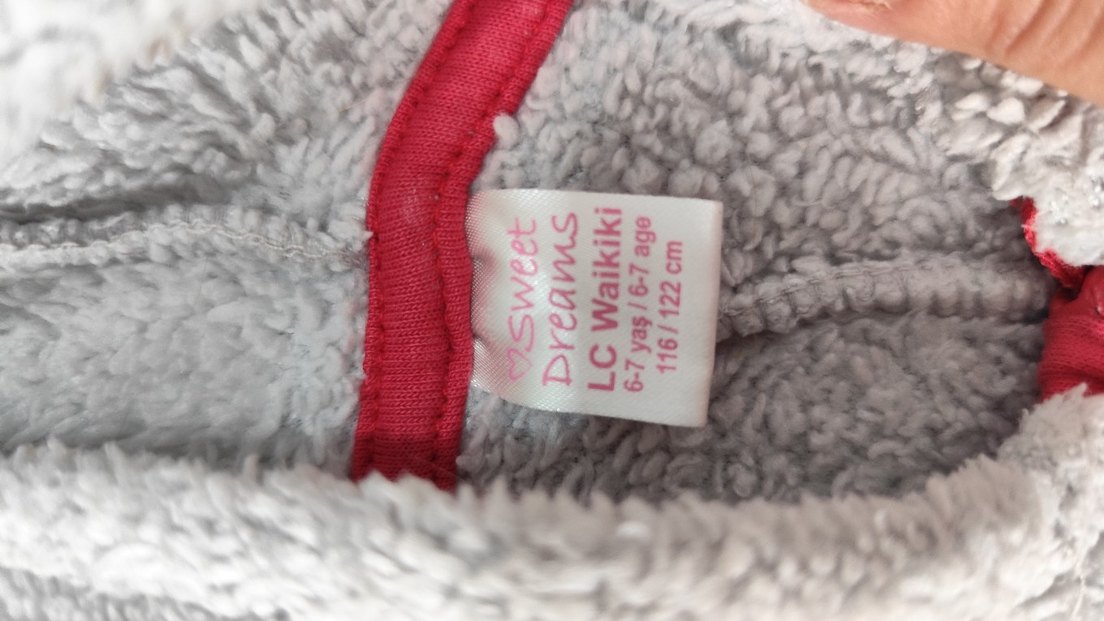 ♡Sweet
Dreams
LC Waikiki
6-7 yaş / 6-7 age
116 / 122 cm